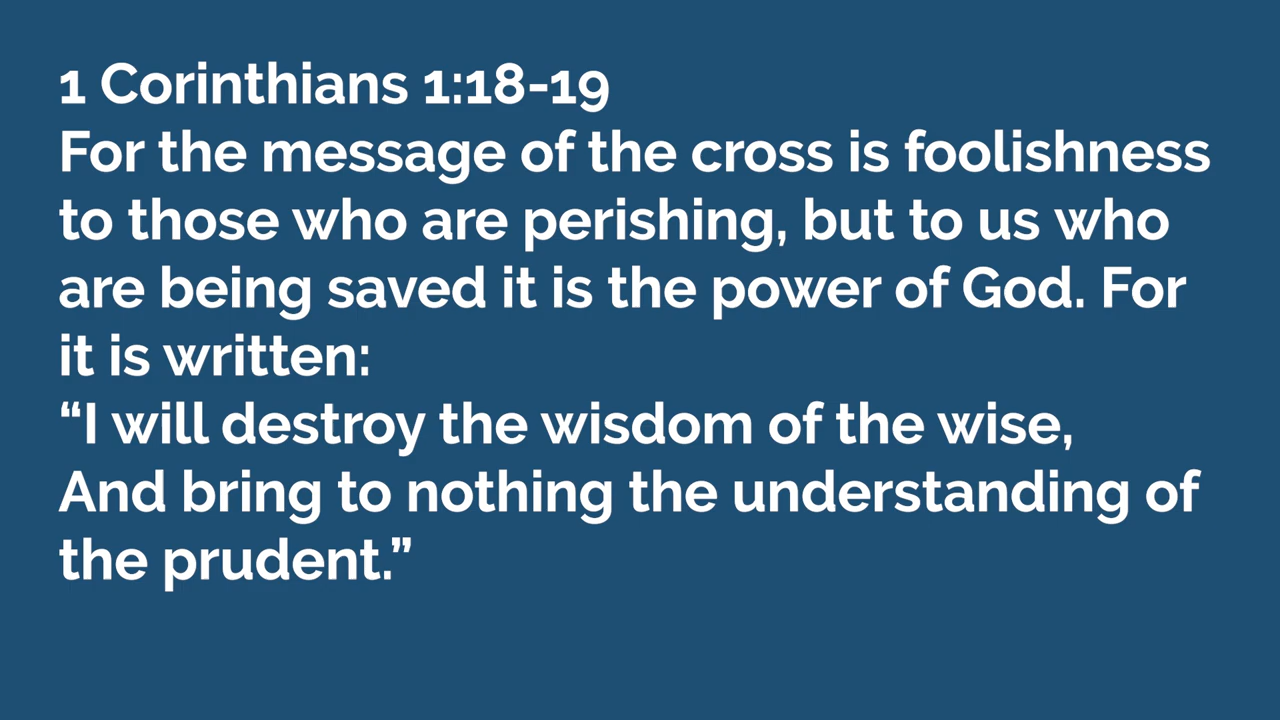 1 Corinthians 1:18-19
For the message of the cross is foolishness
to those who are perishing, but to us who
are being saved it is the power of God. For
it is written:
“I will destroy the wisdom of the wise,
And bring to nothing the understanding of
the prudent.”